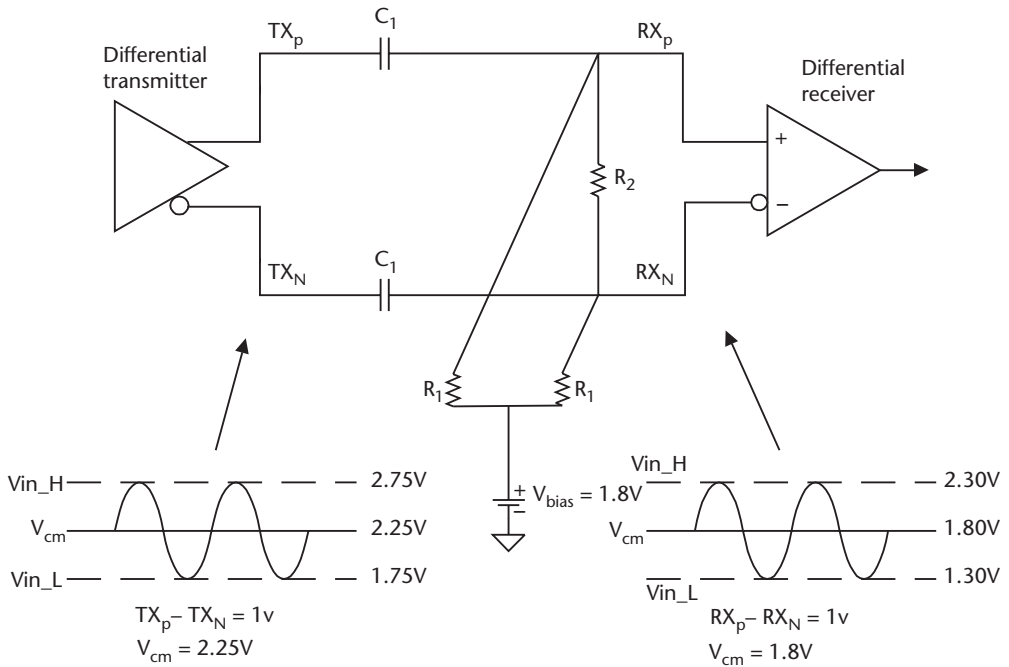 TXp
C1
RXp
Differential
transmitter
Differential
receiver
+
R2
−
TXN
C1
RXN
R1
R1
Vin_H
2.75V
+
−
Vbias = 1.8V
Vin_H
2.30V
Vcm
2.25V
Vcm
1.80V
Vin_L
1.75V
Vin_L
1.30V
TXp– TXN = 1v
Vcm = 2.25V
RXp– RXN = 1v
Vcm = 1.8V